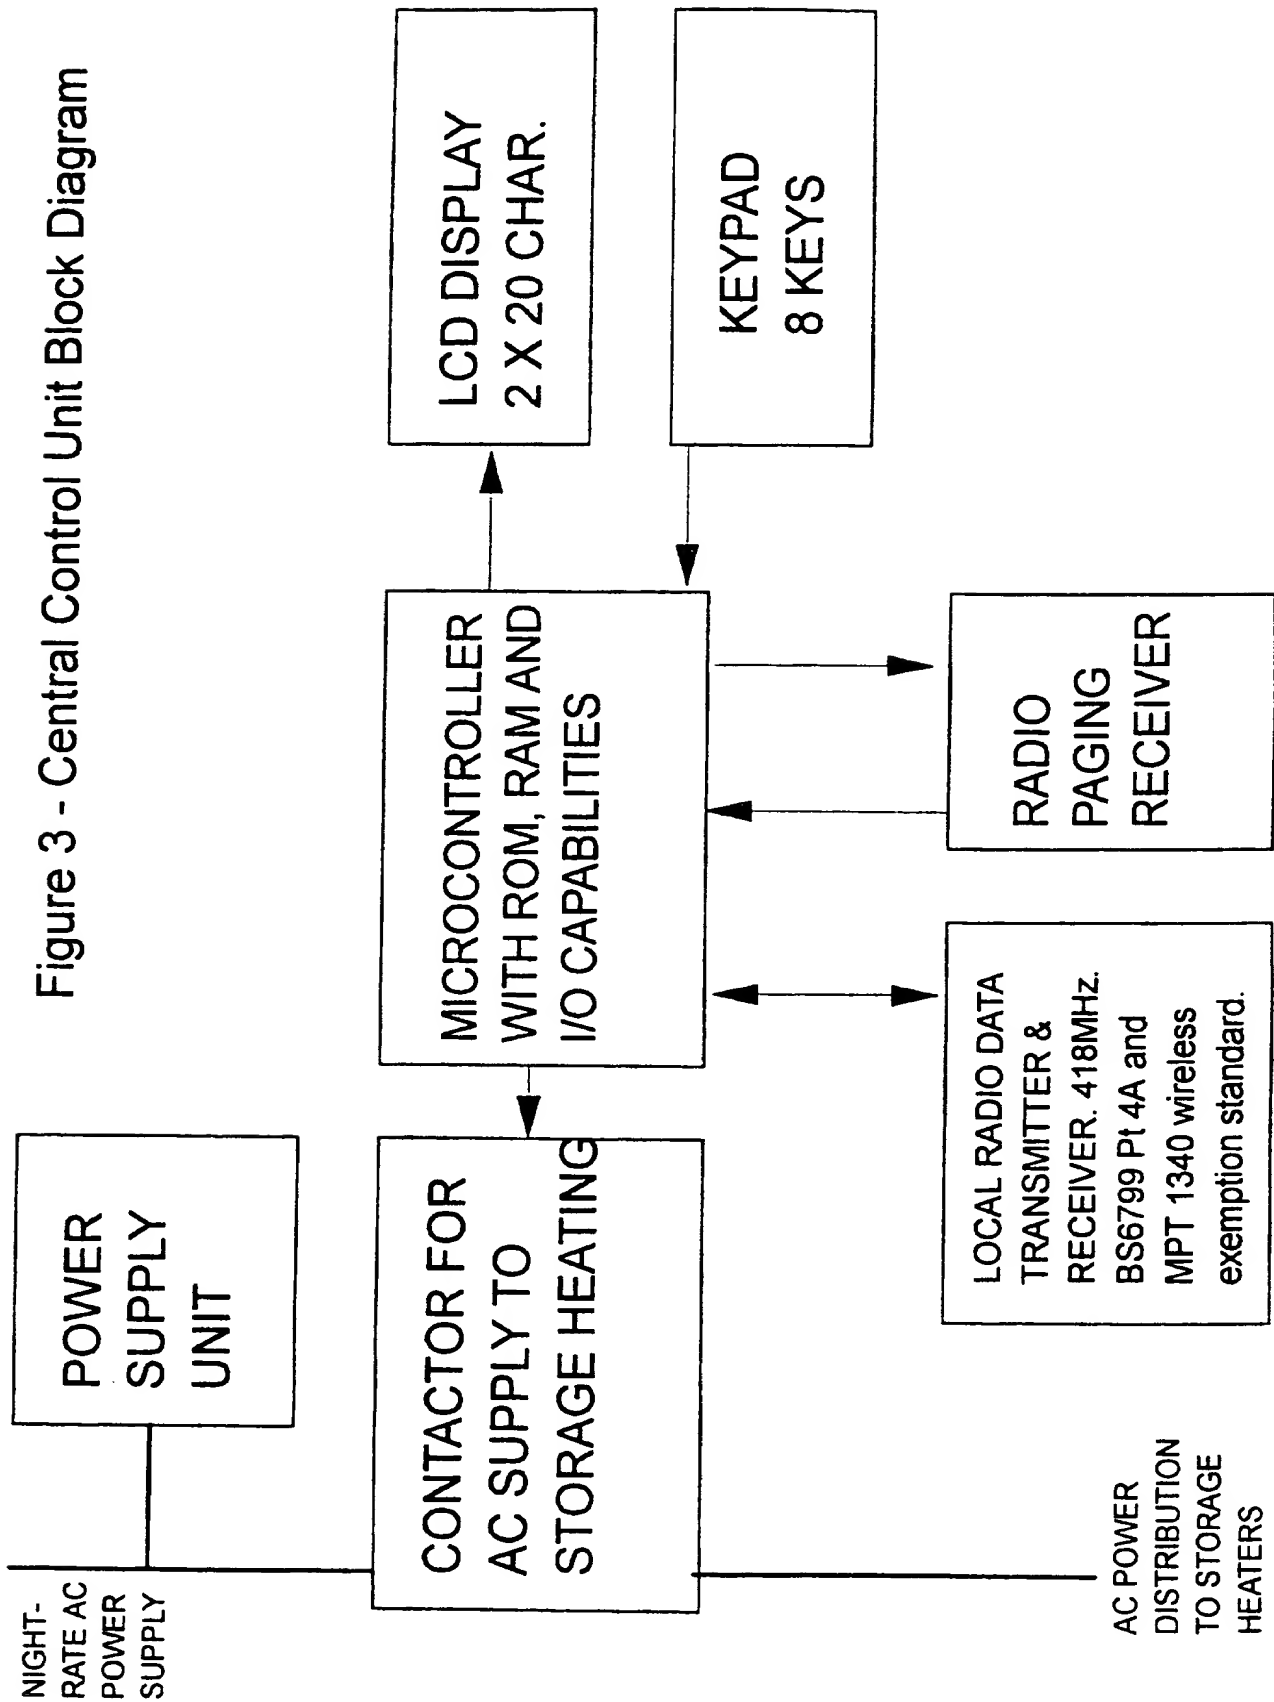 Figure 3 - Central Control Unit Block Diagram
NIGHT-
RATE AC
POWER
SUPPLY
POWER
SUPPLY
UNIT
CONTACTOR FOR
AC SUPPLY TO
STORAGE HEATING
MICROCONTROLLER
WITH ROM, RAM AND
I/O CAPABILITIES
LCD DISPLAY
2 X 20 CHAR.
KEYPAD
8 KEYS
AC POWER
DISTRIBUTION
TO STORAGE
HEATERS
LOCAL RADIO DATA
TRANSMITTER &
RECEIVER. 418MHz.
BS6799 Pt 4A and
MPT 1340 wireless
exemption standard.
RADIO
PAGING
RECEIVER